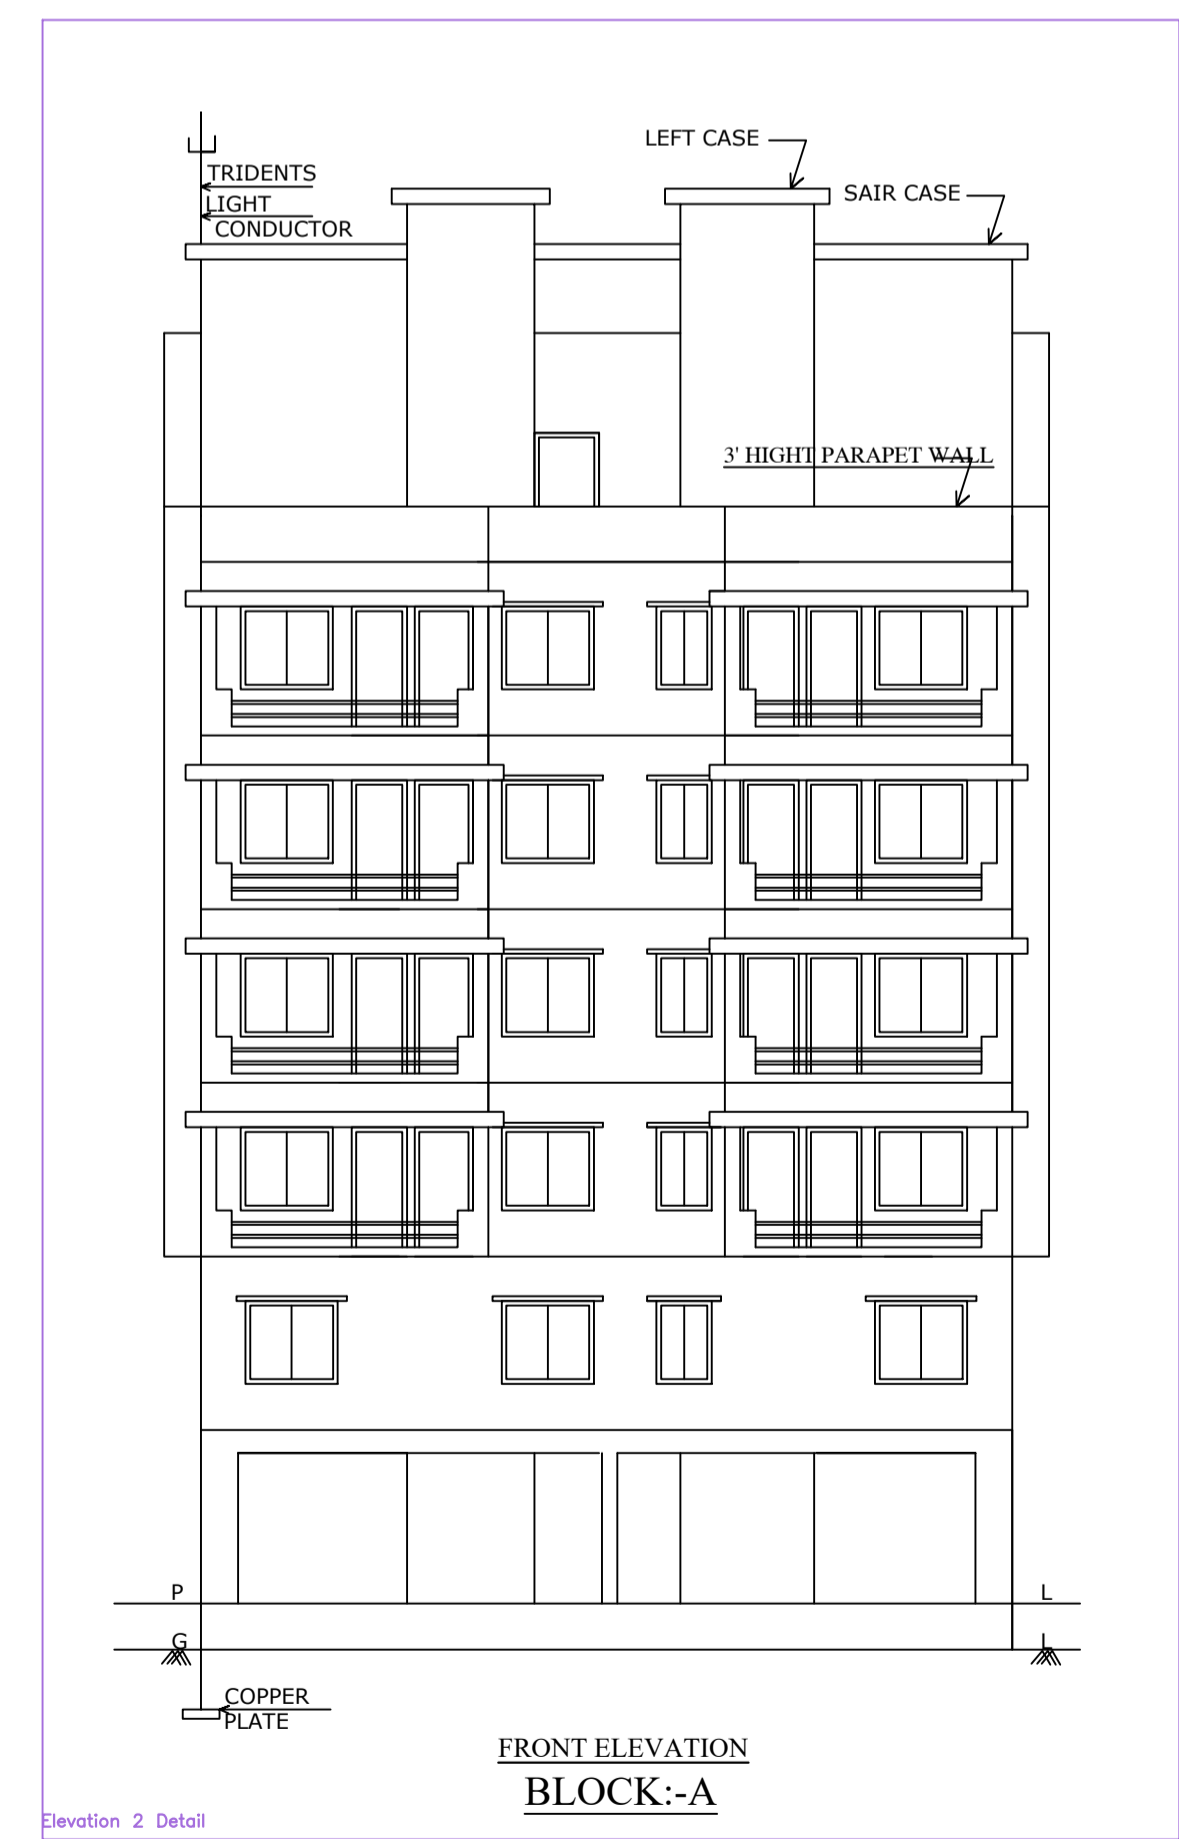 LEFT CASE
TRIDENTS
SAIR CASE
LIGHT
CONDUCTOR
3' HIGHT PARAPET WALL
P
L
G
L
COPPER
PLATE
FRONT ELEVATION
BLOCK:-A
Elevation 2 Detail